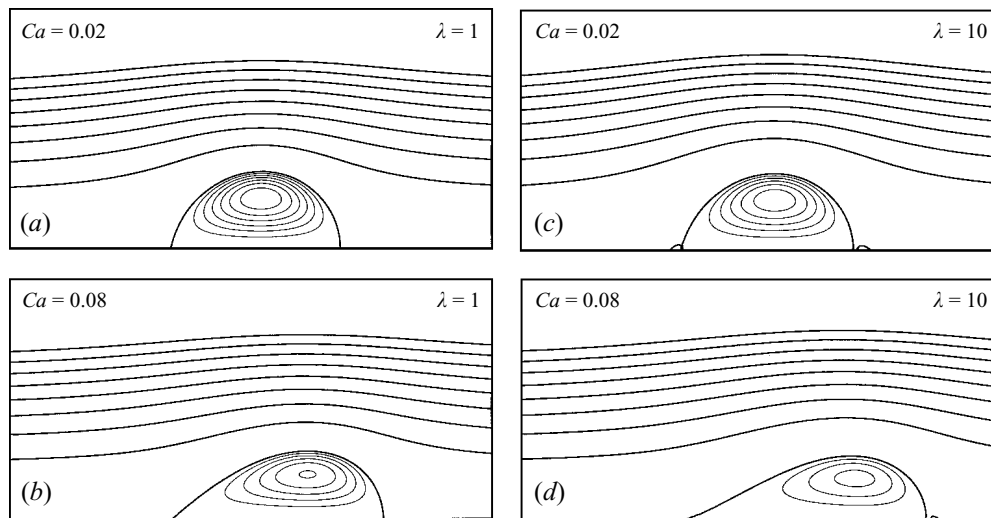 Ca = 0.02 λ = 1
(a)
Ca = 0.02 λ = 10
(c)
Ca = 0.08 λ = 1
(b)
Ca = 0.08 λ = 10
(d)